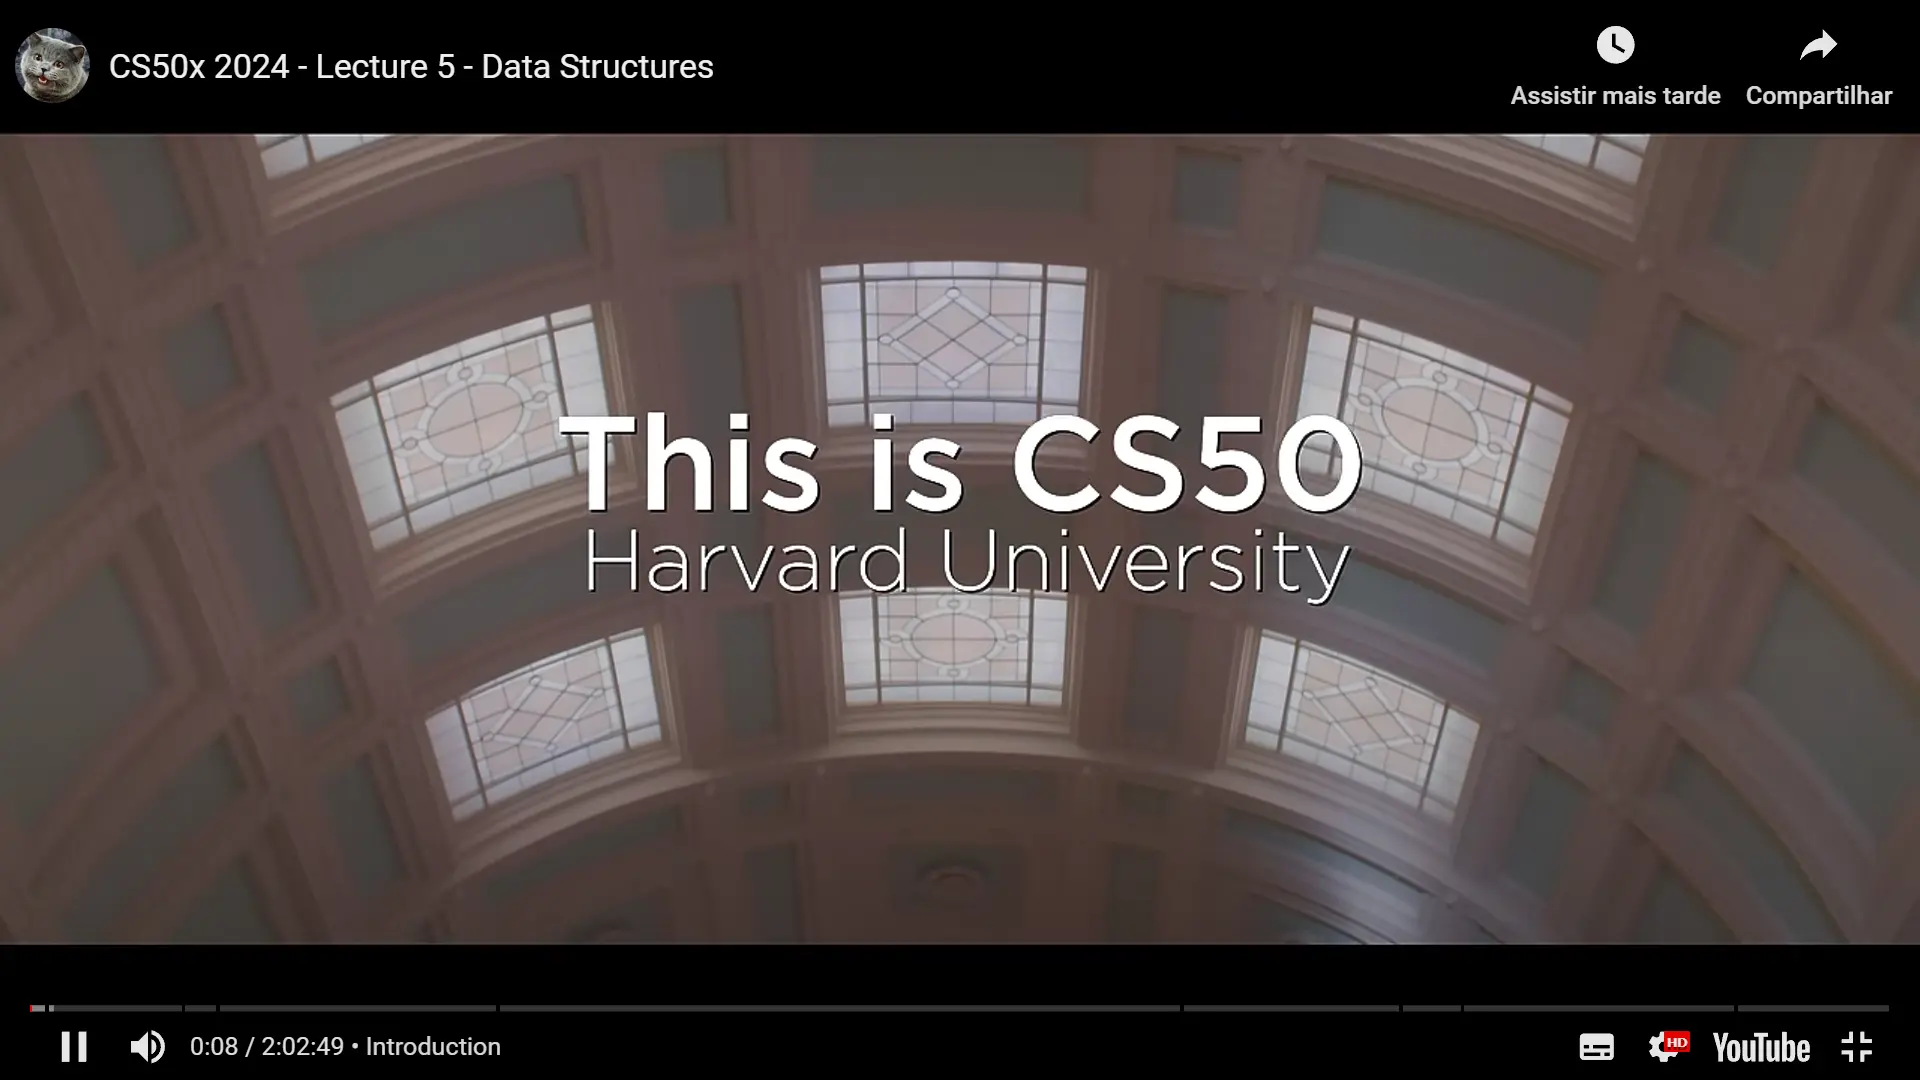 CS50x 2024 - Lecture 5 - Data Structures
Assistir mais tarde
Compartilhar
This is CS50
Harvard University
0:08 / 2:02:49 • Introduction
HD
YouTube